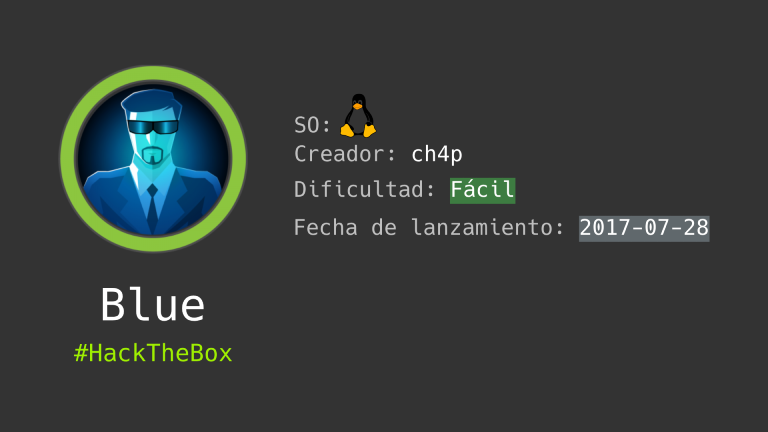 SO:
Creador: ch4p
Dificultad: Fácil
Fecha de lanzamiento: 2017-07-28
Blue
#HackTheBox